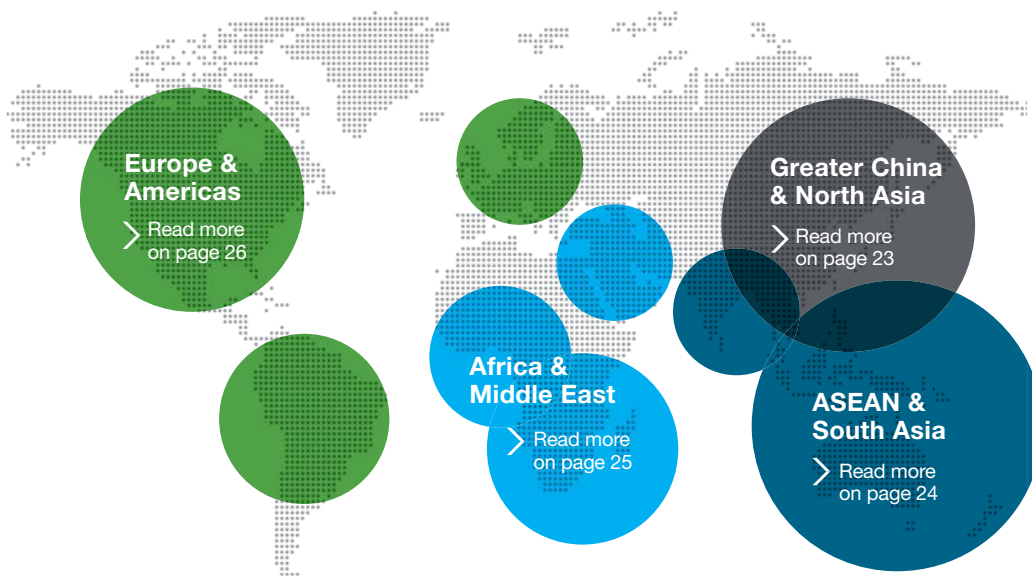 Europe &
Americas
Read more
on page 26
Greater China
& North Asia
Read more
on page 23
Africa &
Middle East
Read more
on page 25
ASEAN &
South Asia
Read more
on page 24